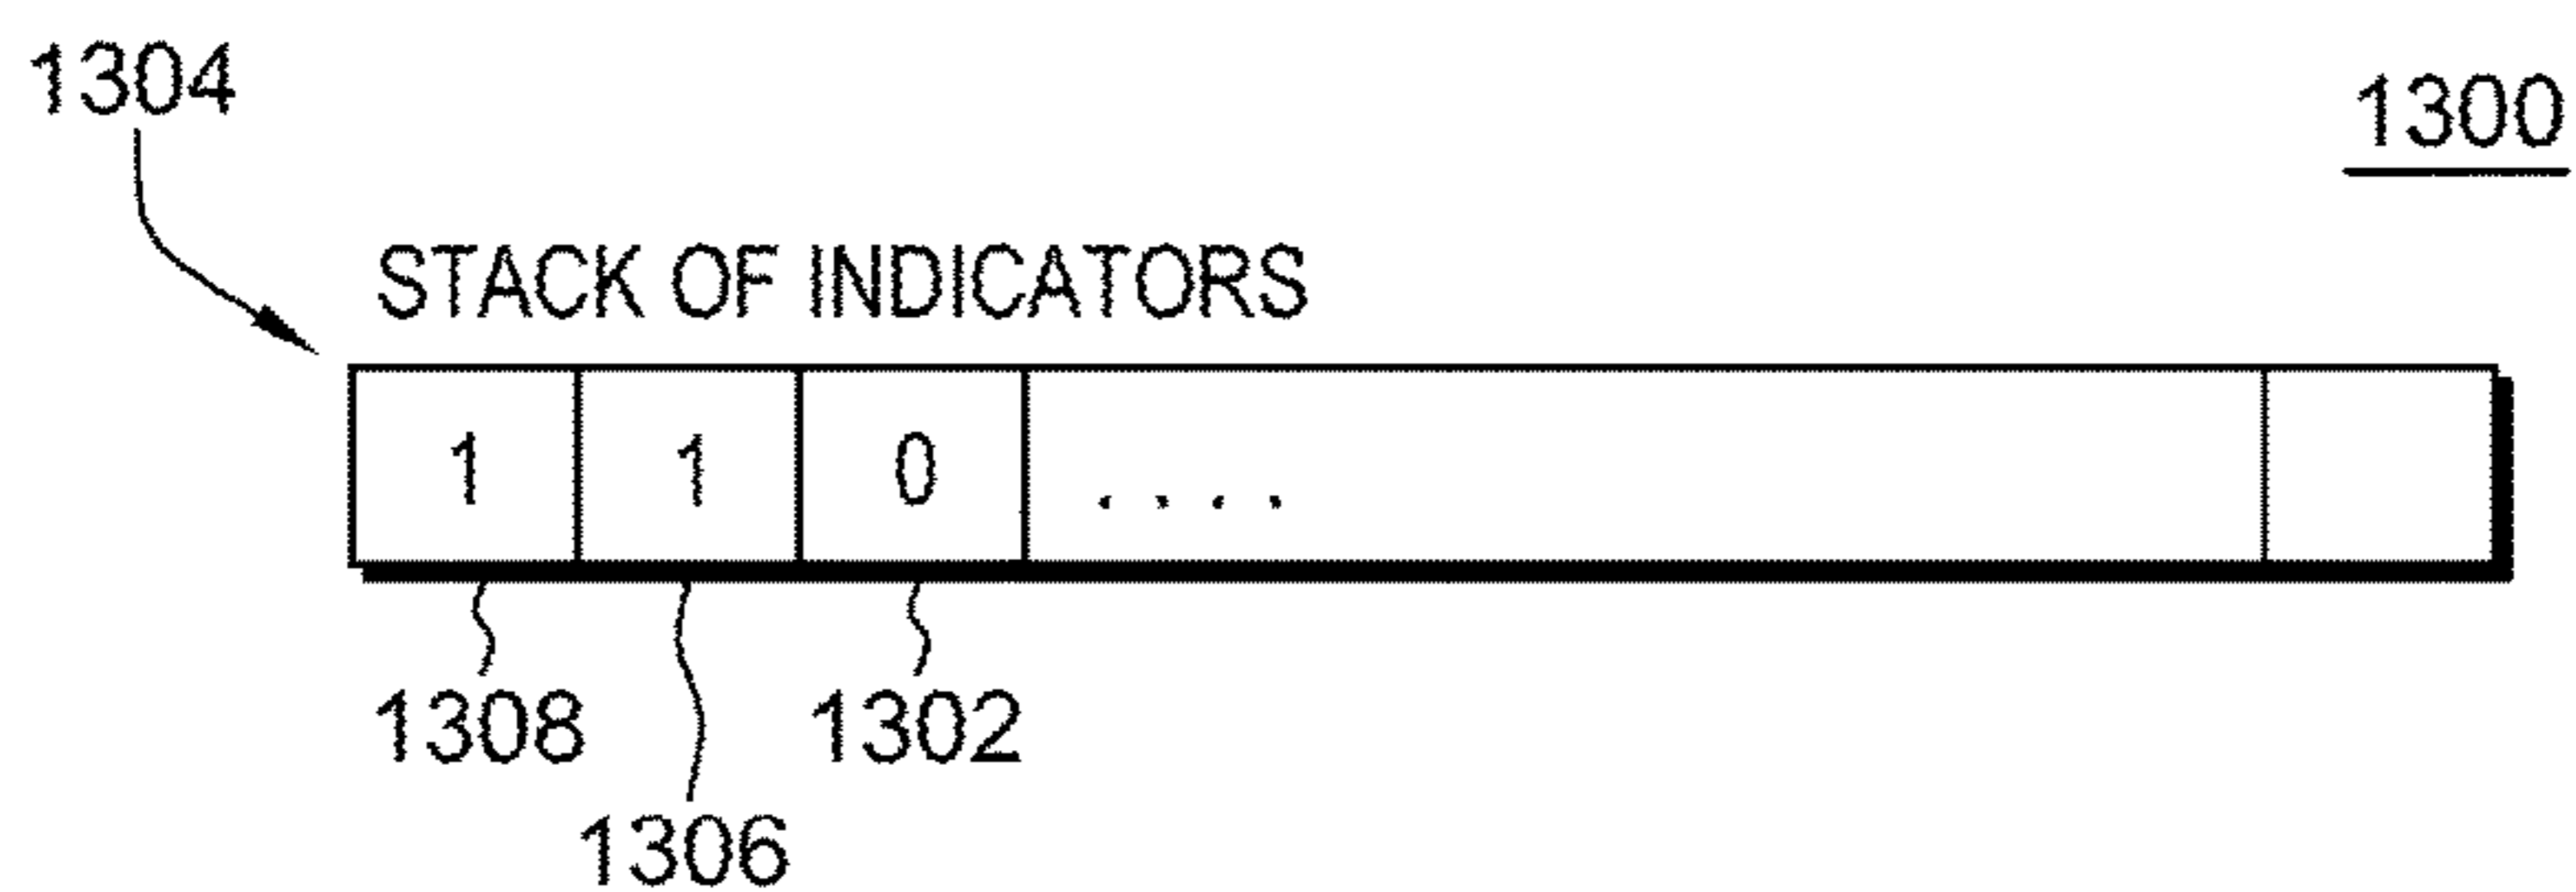 1304
1300
STACK OF INDICATORS
1 1 0 ....
1308 1302
1306